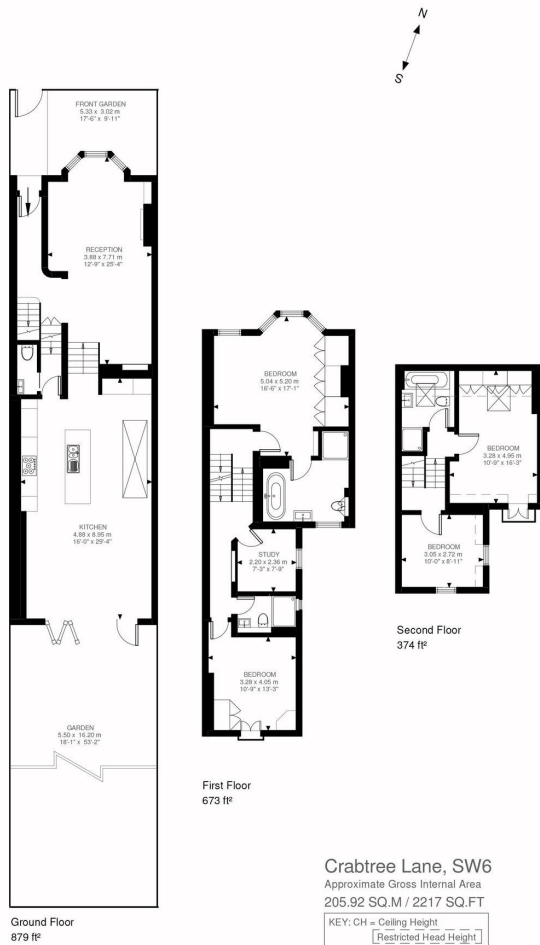 N
S
FRONT GARDEN
5.33 x 3.02 m
17'-6" x 9'-11"
RECEPTION
3.88 x 7.71 m
12'-9" x 25'-4"
KITCHEN
4.88 x 8.95 m
16'-0" x 29'-4"
GARDEN
5.50 x 16.20 m
18'-1" x 53'-2"
Ground Floor
879 ft²
BEDROOM
5.04 x 5.20 m
16'-6" x 17'-1"
STUDY
2.20 x 2.36 m
7'-3" x 7'-9"
BEDROOM
3.28 x 4.05 m
10'-9" x 13'-3"
First Floor
673 ft²
BEDROOM
3.28 x 4.95 m
10'-9" x 16'-3"
BEDROOM
3.05 x 2.72 m
10'-0" x 8'-11"
Second Floor
374 ft²
Crabtree Lane, SW6
Approximate Gross Internal Area
205.92 SQ.M / 2217 SQ.FT
KEY: CH = Ceiling Height
Restricted Head Height